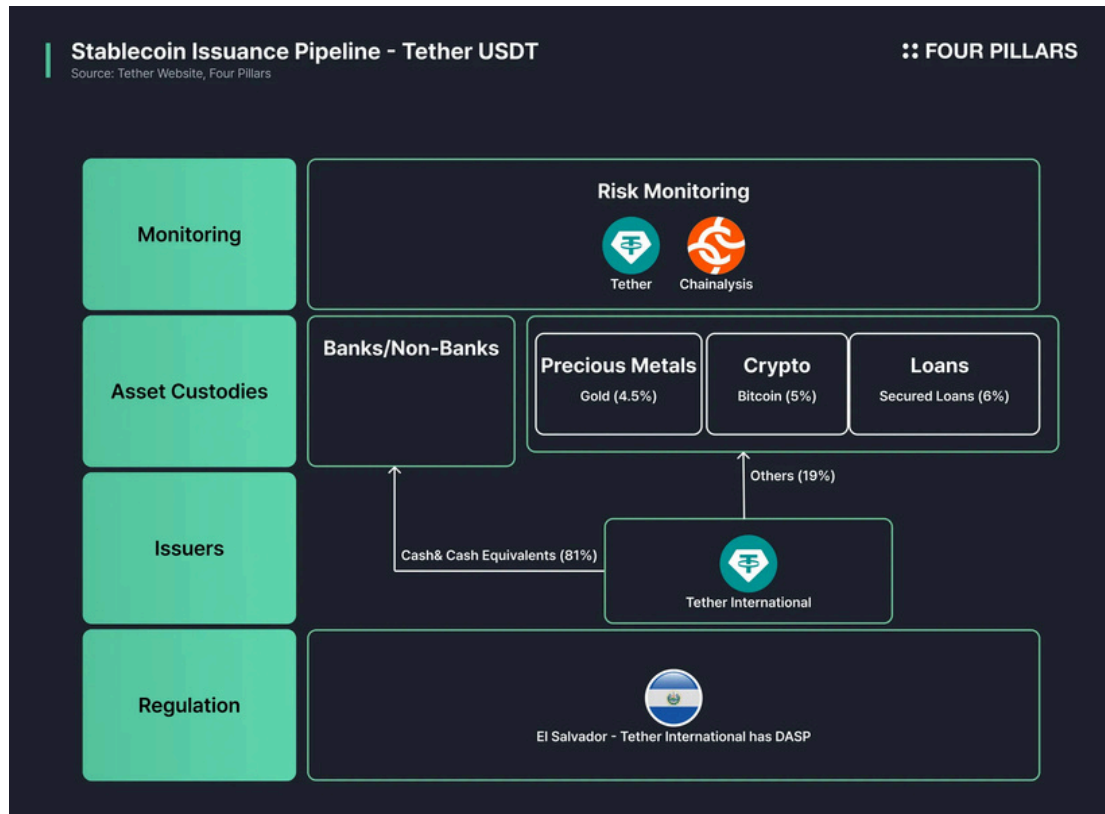 Stablecoin Issuance Pipeline - Tether USDT
Source: Tether Website, Four Pillars
FOUR PILLARS
Monitoring
Risk Monitoring
Tether
Chainalysis
Asset Custodies
Banks/Non-Banks
Precious Metals
Gold (4.5%)
Crypto
Bitcoin (5%)
Loans
Secured Loans (6%)
Others (19%)
Issuers
Cash& Cash Equivalents (81%)
Tether International
Regulation
El Salvador - Tether International has DASP